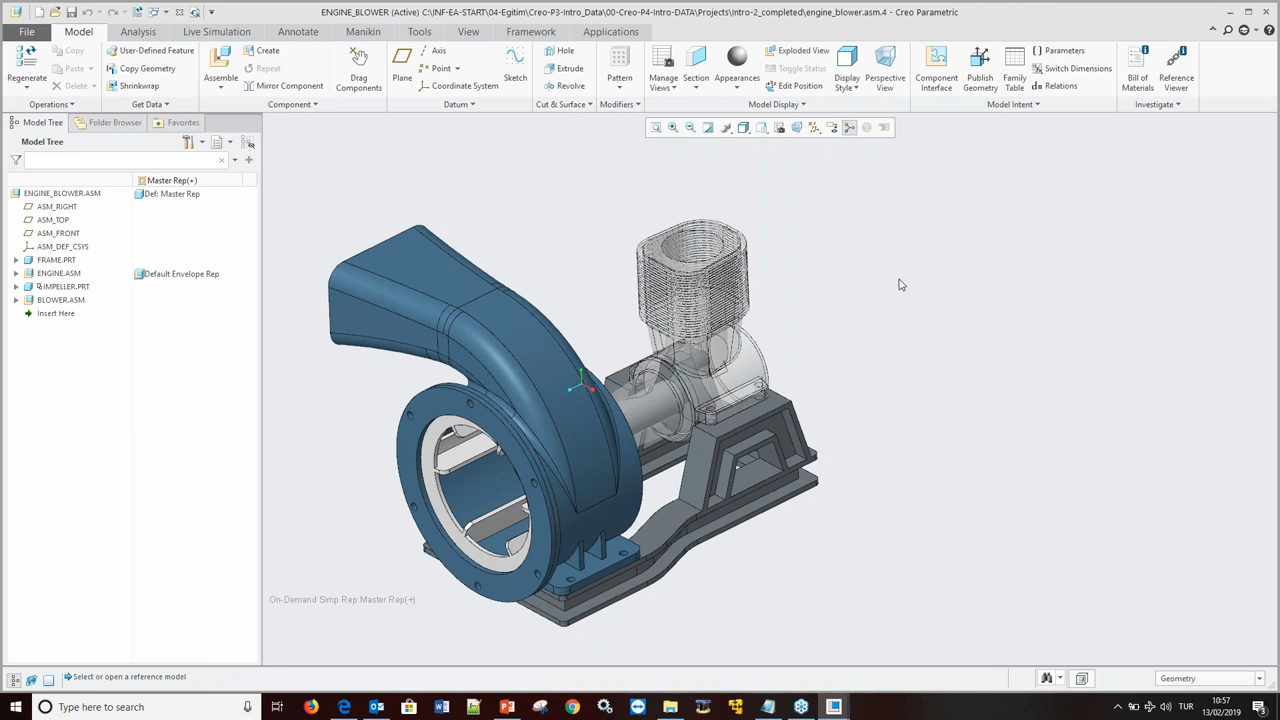 ENGINE_BLOWER (Active) C:\INF-EA-START\04-Egitim\Creo-P3-Intro_Data\00-Creo-P4-Intro-DATA\Projects\Intro-2_completed\engine_blower.asm.4 - Creo Parametric
File Model Analysis Live Simulation Annotate Manikin Tools View Framework Applications
Regenerate
Copy
Paste
Delete
User-Defined Feature
Copy Geometry
Shrinkwrap
Assemble
Create
Repeat
Mirror Component
Drag
Components
Plane
Axis
Point
Coordinate System
Sketch
Hole
Extrude
Revolve
Pattern
Manage
Views
Section
Appearances
Exploded View
Toggle Status
Edit Position
Display
Style
Perspective
View
Component
Interface
Publish
Geometry
Family
Table
Parameters
Switch Dimensions
Relations
Bill of
Materials
Reference
Viewer
Operations Get Data Component Datum Cut & Surface Modifiers Model Display Model Intent Investigate
Model Tree Folder Browser Favorites
Model Tree
Master Rep(+)
ENGINE_BLOWER.ASM Def: Master Rep
ASM_RIGHT
ASM_TOP
ASM_FRONT
ASM_DEF_CSYS
FRAME.PRT
ENGINE.ASM Default Envelope Rep
IMPELLER.PRT
BLOWER.ASM
Insert Here
On-Demand Simp Rep:Master Rep(+)
Select or open a reference model
Geometry
Type here to search
TUR
10:57
13/02/2019